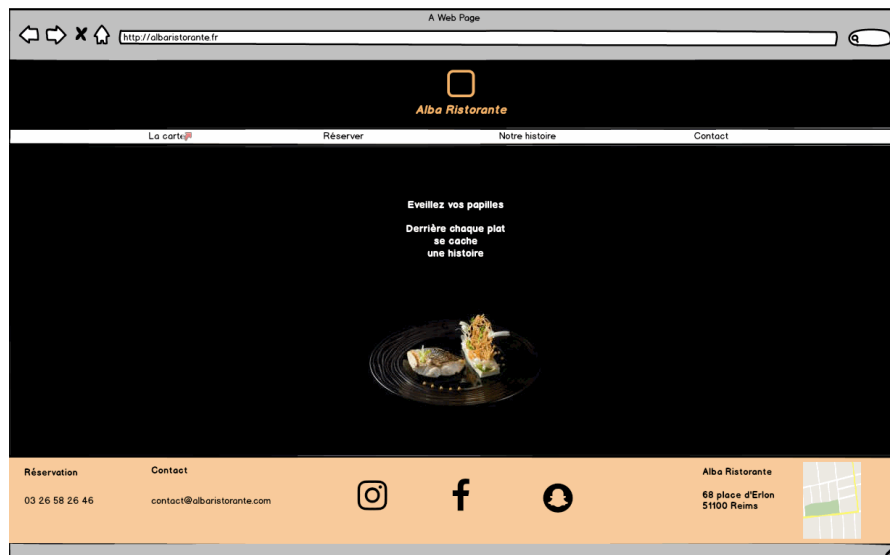 A Web Page
http://albaristorante.fr
Alba Ristorante
La carte
Réserver
Notre histoire
Contact
Eveillez vos papilles
Derrière chaque plat
se cache
une histoire
Réservation
03 26 58 26 46
Contact
contact@albaristorante.com
Alba Ristorante
68 place d'Erlon
51100 Reims